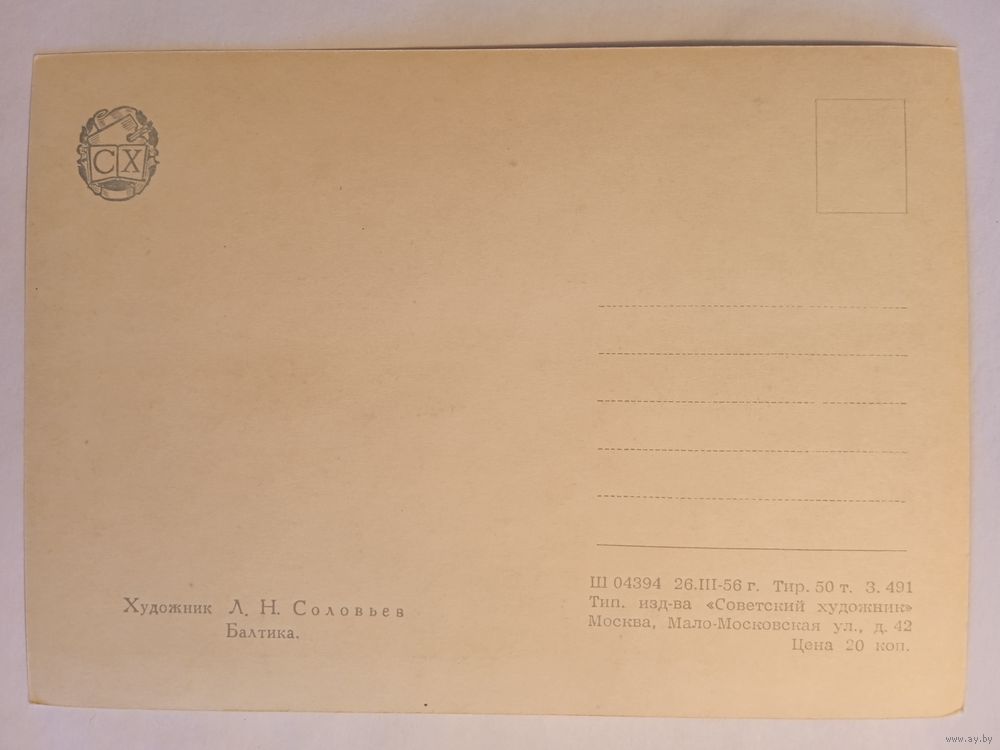 СХ
Художник Л. Н. Соловьев
Балтика.
Ш 04394 26.III-56 г. Тир. 50 т. З. 491
Тип. изд-ва «Советский художник»
Москва, Мало-Московская ул., д. 42
Цена 20 коп.
www.ay.by